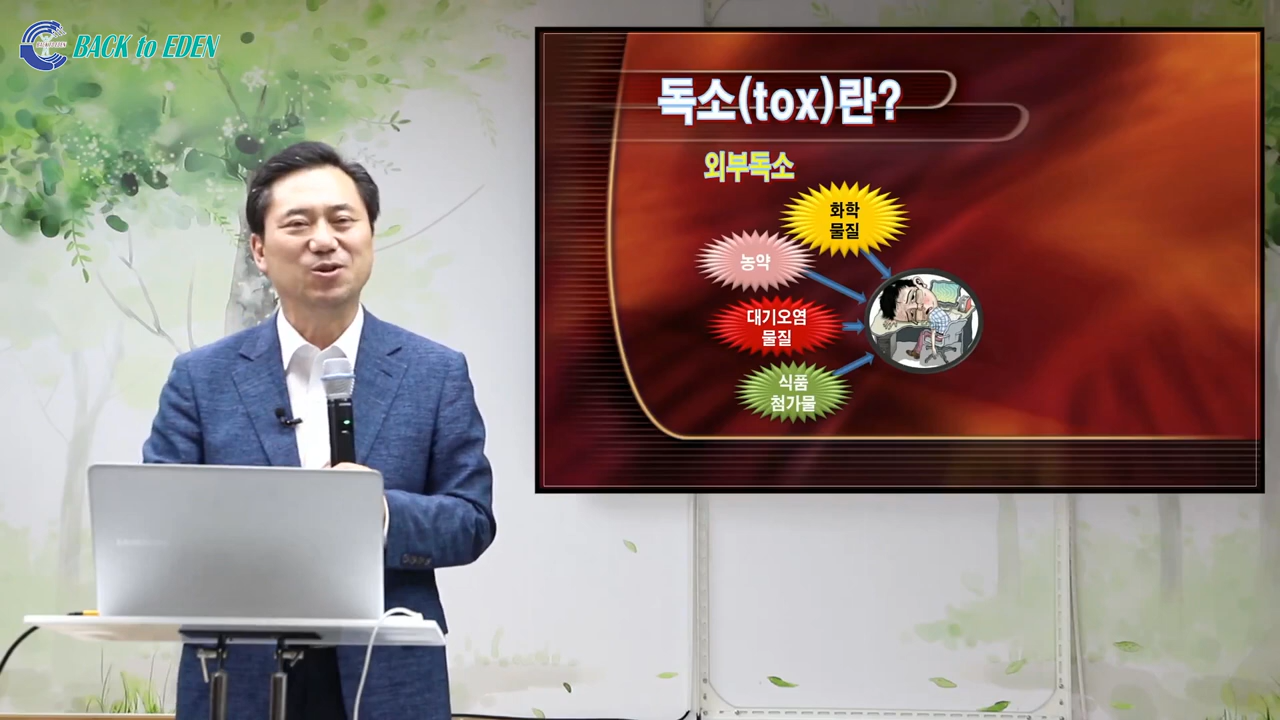 BACK to EDEN
독소(tox)란?
외부독소
화학
물질
농약
대기오염
물질
식품
첨가물
SAMSUNG